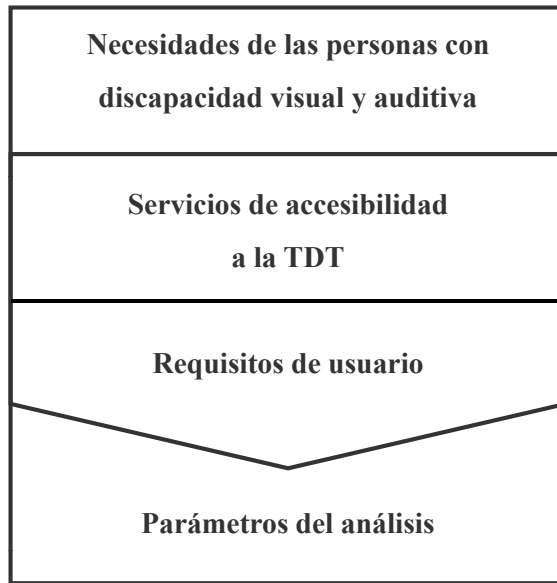 Necesidades de las personas con
discapacidad visual y auditiva
Servicios de accesibilidad
a la TDT
Requisitos de usuario
Parámetros del análisis